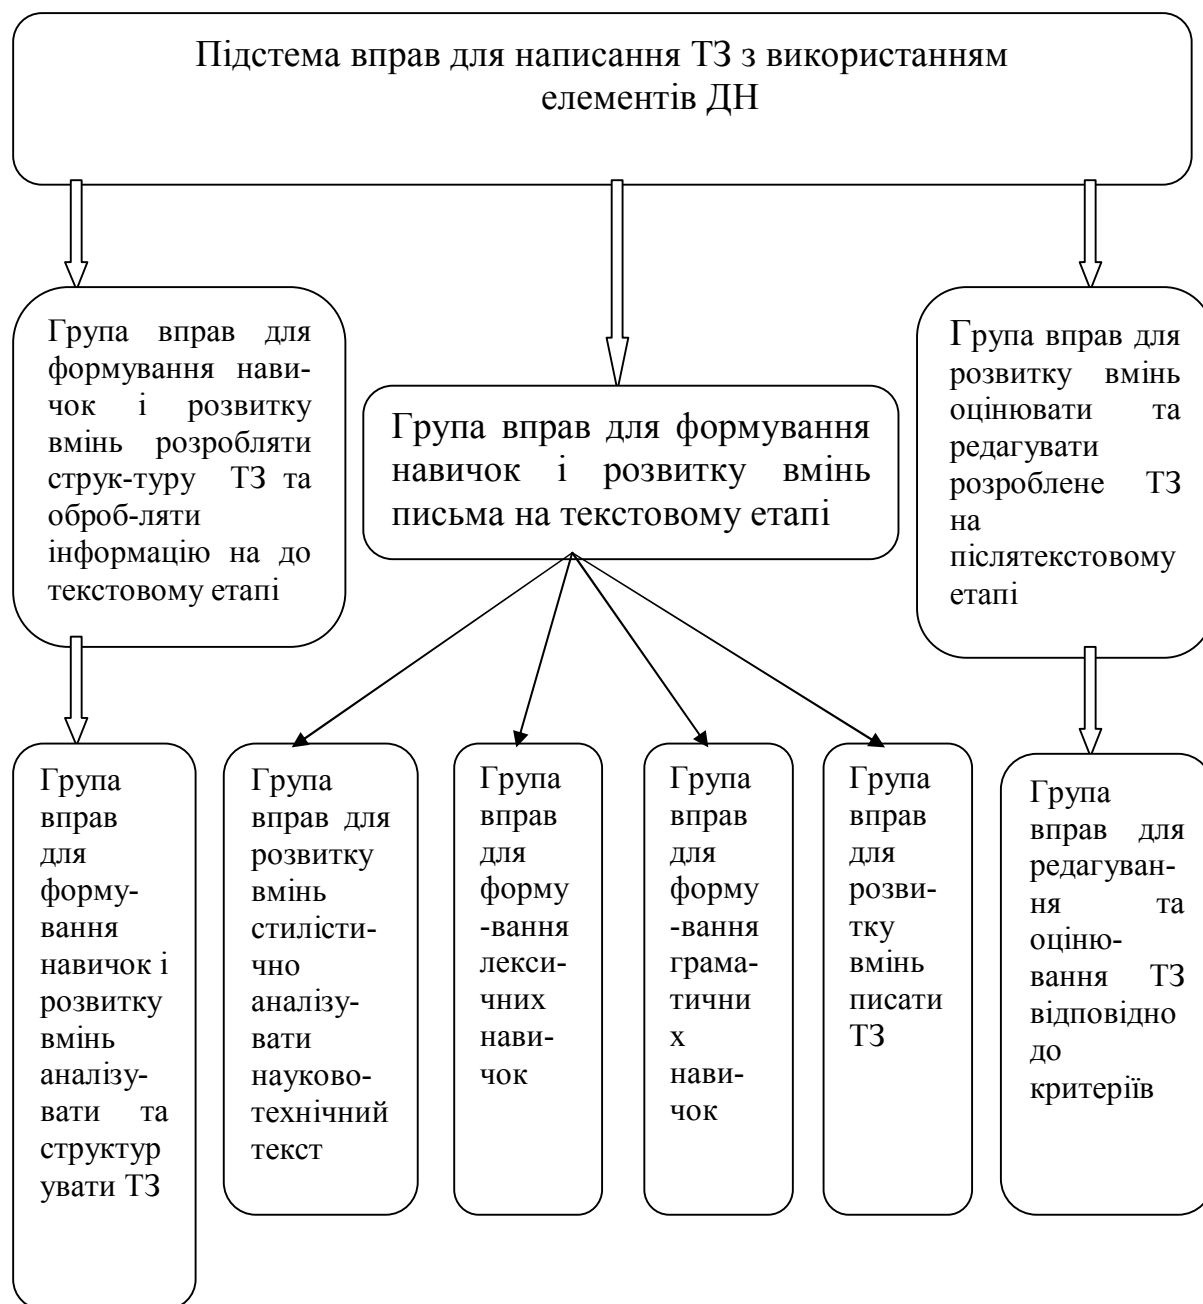 Підстема вправ для написання ТЗ з використанням
елементів ДН
Група вправ для
формування нави-
чок і розвитку
вмінь розробляти
струк-туру ТЗ та
оброб-ляти
інформацію на до
текстовому етапі
Група вправ для формування
навичок і розвитку вмінь
письма на текстовому етапі
Група вправ для
розвитку вмінь
оцінювати та
редагувати
розроблене ТЗ
на
післятекстовому
етапі
Група
вправ
для
форму-
вання
навичок і
розвитку
вмінь
аналізу-
вати та
структур
увати ТЗ
Група
вправ для
розвитку
вмінь
стилісти-
чно
аналізу-
вати
науково-
технічний
текст
Група
вправ
для
форму
-вання
лекси-
чних
нави-
чок
Група
вправ
для
форму
-вання
грама-
тични
х
нави-
чок
Група
вправ
для
розви-
тку
вмінь
писати
ТЗ
Група
вправ для
редагуван-
ня та
оціню-
вання ТЗ
відповідно
до
критеріїв